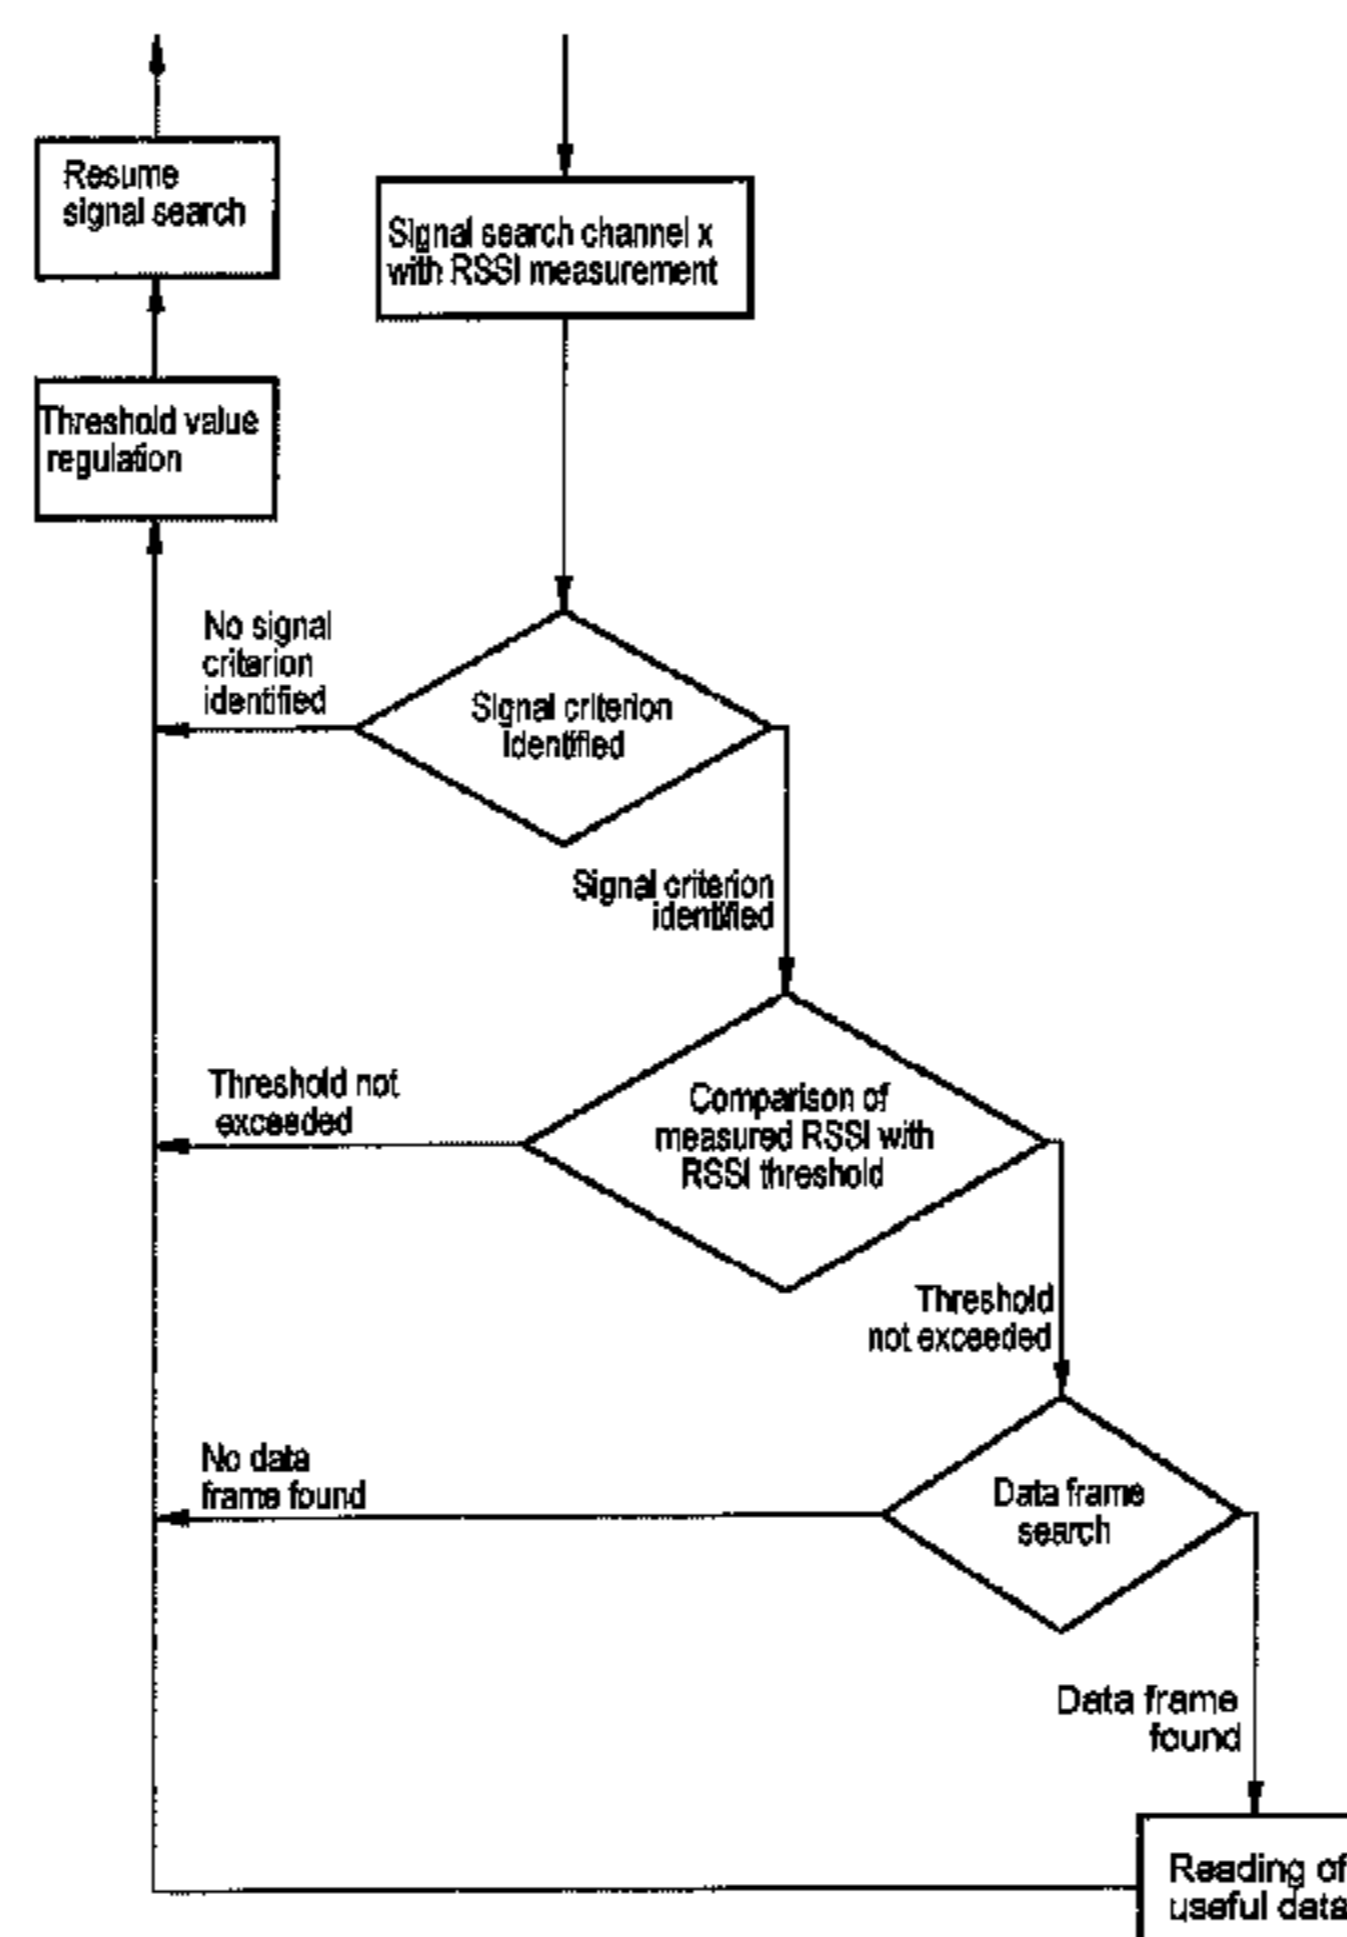 Resume
signal search
Signal search channel x
with RSSI measurement
Threshold value
regulation
No signal
criterion
identified
Signal criterion
identified
Signal criterion
identified
Threshold not
exceeded
Comparison of
measured RSSI with
RSSI threshold
Threshold
not exceeded
No data
frame found
Data frame
search
Data frame
found
Reading of
useful data